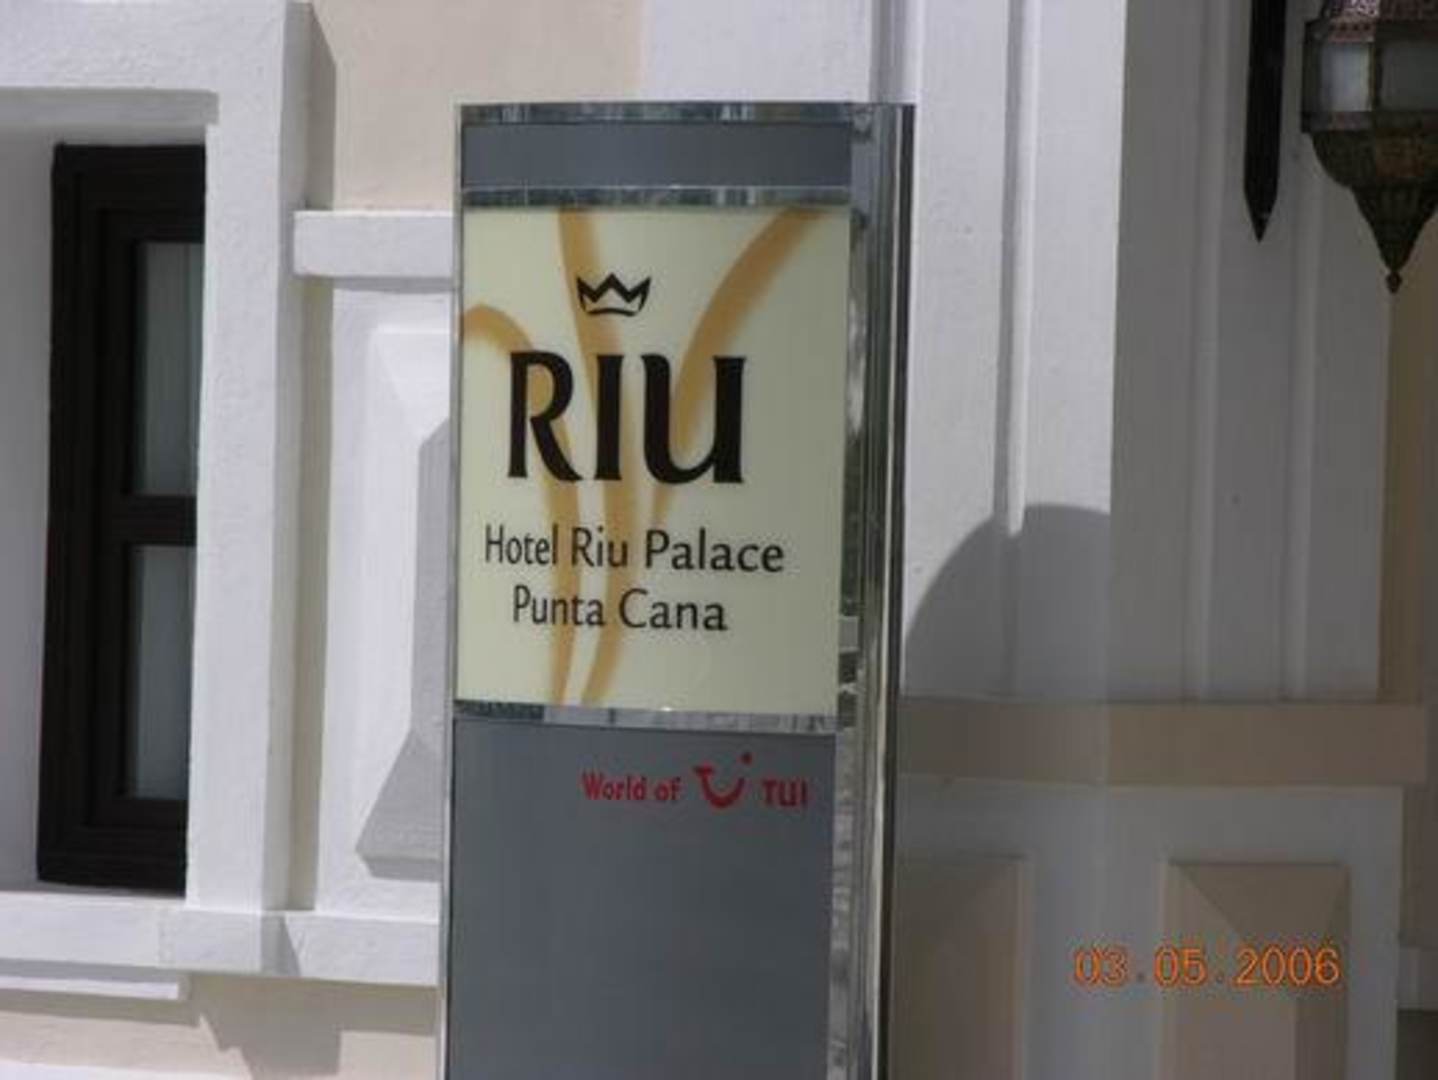 RIU
Hotel Riu Palace
Punta Cana
World of TUI
03.05.2006